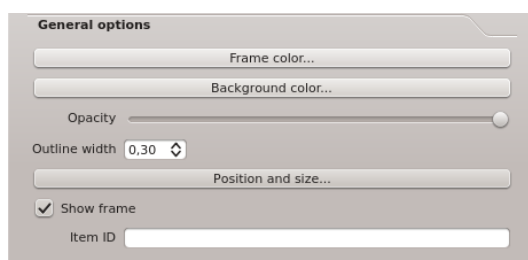 General options
Frame color...
Background color...
Opacity
Outline width 0,30
Position and size...
Show frame
Item ID